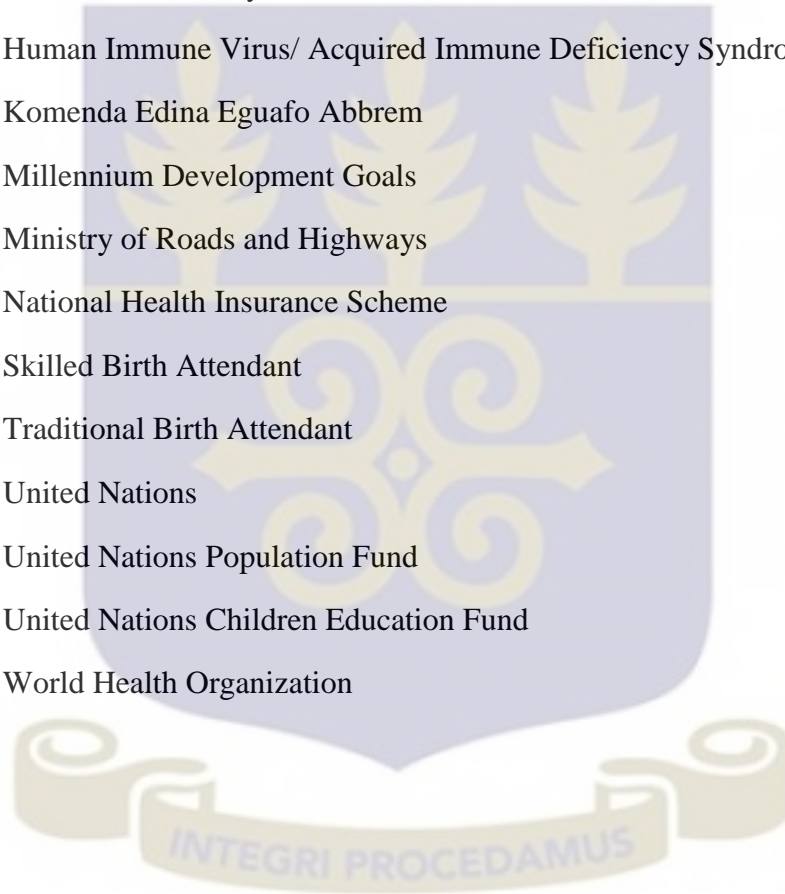 Human Immune Virus/ Acquired Immune Deficiency
Komenda Edina Eguafo Abbrem
Millennium Development Goals
Ministry of Roads and Highways
National Health Insurance Scheme
Skilled Birth Attendant
Traditional Birth Attendant
United Nations
United Nations Population Fund
United Nations Children Education Fund
World Health Organization
INTEGRI PROCEDAMUS